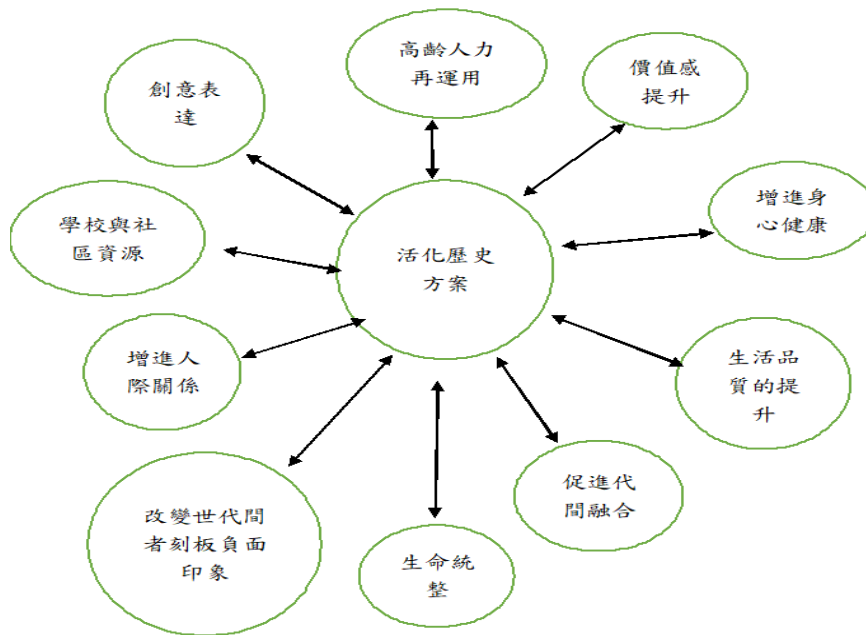 高齡人力
再運用
價值感
提升
創意表
達
增進身
心健康
學校與社
區資源
活化歷史
方案
增進人
際關係
生活品
質的提
升
促進代
間融合
改變世代間
者刻板負面
印象
生命統
整